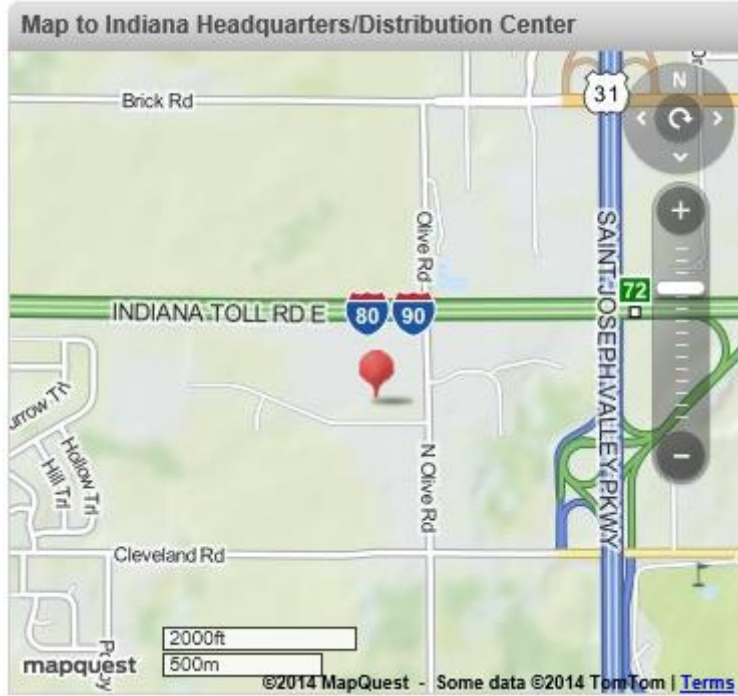 Map to Indiana Headquarters/Distribution Center
Brick Rd
31
N
Olive Rd
SAINT JOSEPH VALLEY PKWY
72
INDIANA TOLL RD E
80
90
Hollow Trl
Hill Trl
N Olive Rd
Cleveland Rd
2000ft
500m
mapquest
©2014 MapQuest - Some data ©2014 TomTom | Terms